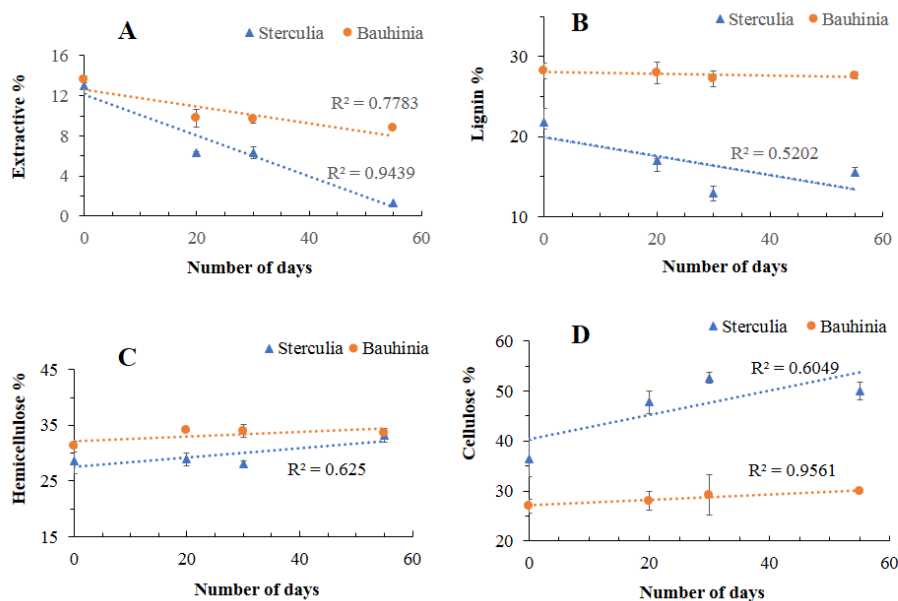 A
Sterculia Bauhinia
16
12
8
4
0
Extractive %
R² = 0.7783
R² = 0.9439
0 20 40 60
Number of days
B
Sterculia Bauhinia
30
20
10
Lignin %
R² = 0.5202
0 20 40 60
Number of days
C
Sterculia Bauhinia
45
35
25
15
Hemicellulose %
R² = 0.625
0 20 40 60
Number of days
D
Sterculia Bauhinia
60
50
40
30
20
Cellulose %
R² = 0.6049
R² = 0.9561
0 20 40 60
Number of days